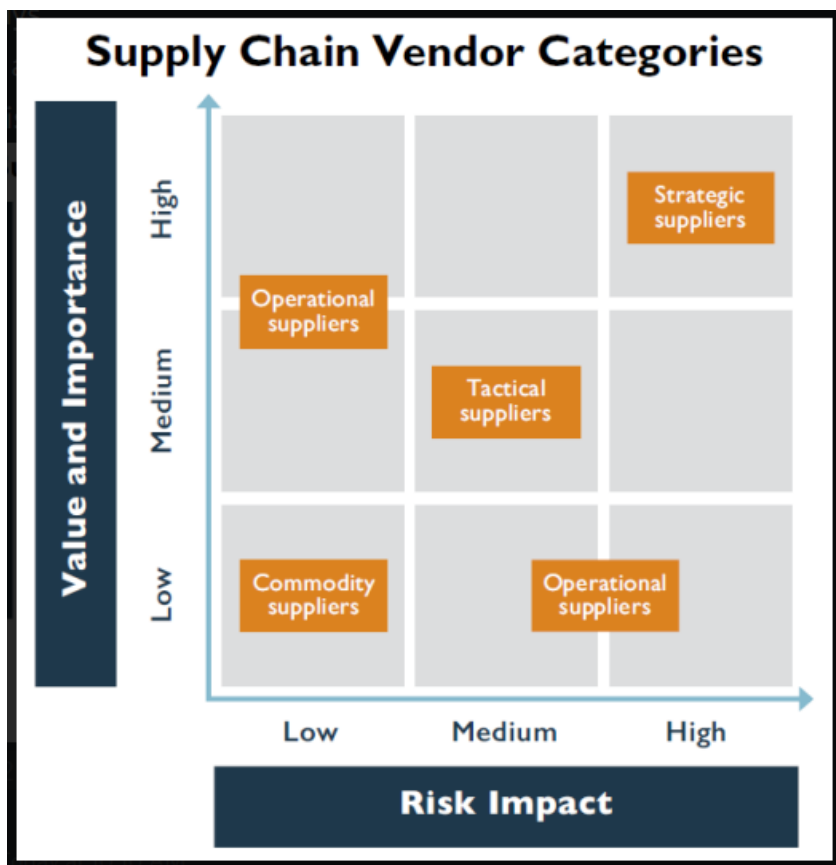 Supply Chain Vendor Categories
Value and Importance
High
Medium
Low
Strategic
suppliers
Operational
suppliers
Tactical
suppliers
Commodity
suppliers
Operational
suppliers
Low
Medium
High
Risk Impact